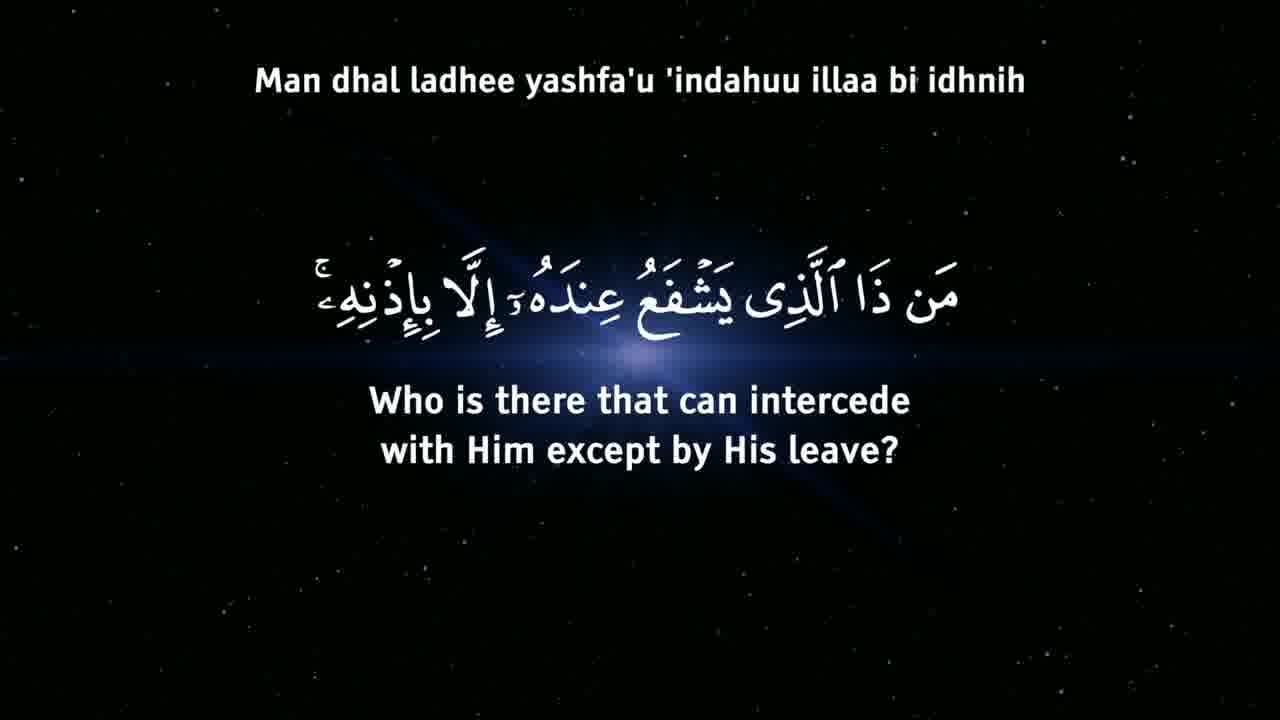 Man dhal ladhee yashfa'u 'indahuu illaa bi idhnih
مَن ذَا ٱلَّذِى يَشْفَعُ عِندَهُۥٓ إِلَّا بِإِذْنِهِۦ ۚ
Who is there that can intercede
with Him except by His leave?